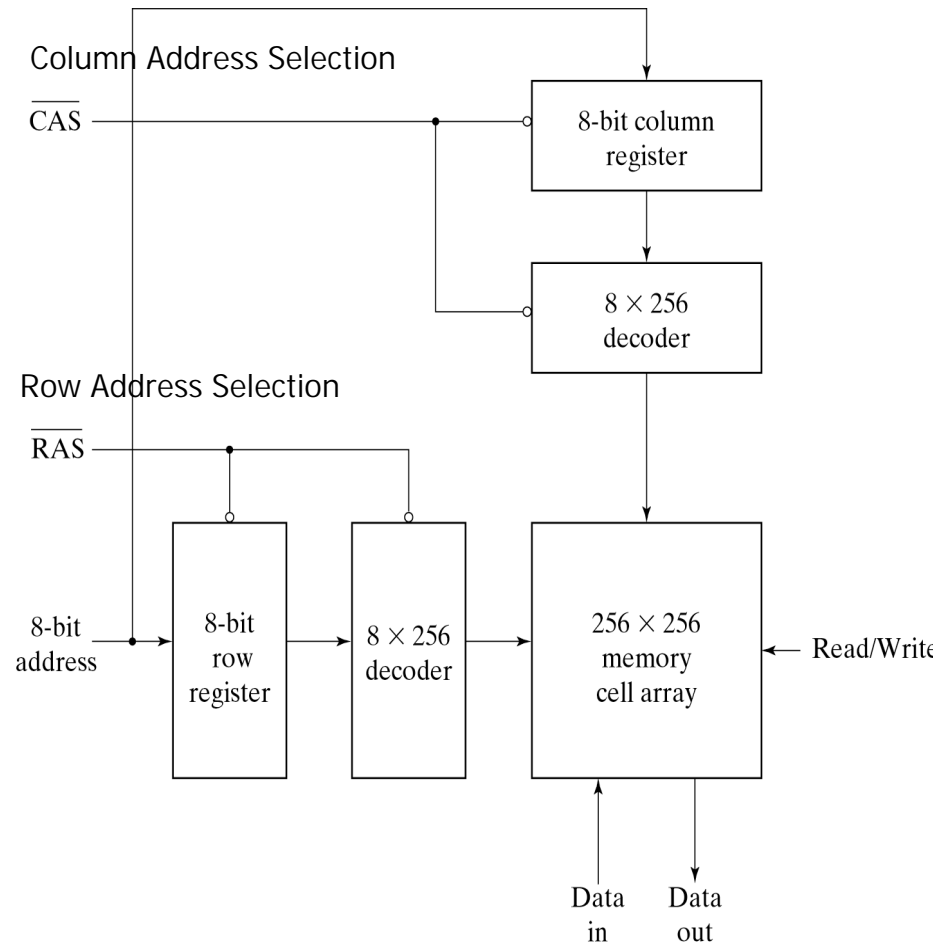 Column Address Selection
CAS
8-bit column
register
8 × 256
decoder
Row Address Selection
RAS
8-bit
address
8-bit
row
register
8 × 256
decoder
256 × 256
memory
cell array
Read/Write
Data
in
Data
out